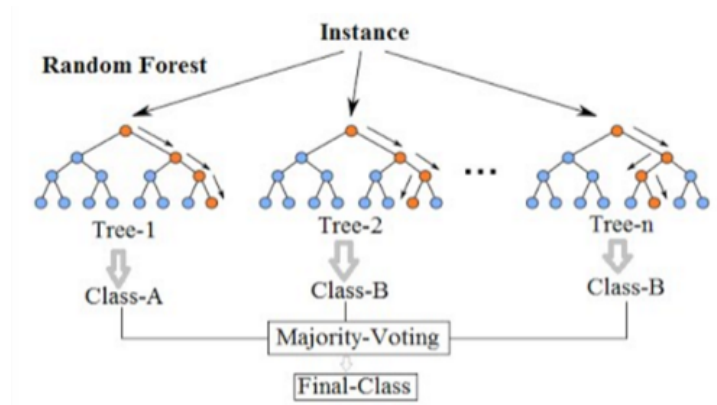 Instance
Random Forest
...
Tree-1
Tree-2
Tree-n
Class-A
Class-B
Class-B
Majority-Voting
Final-Class